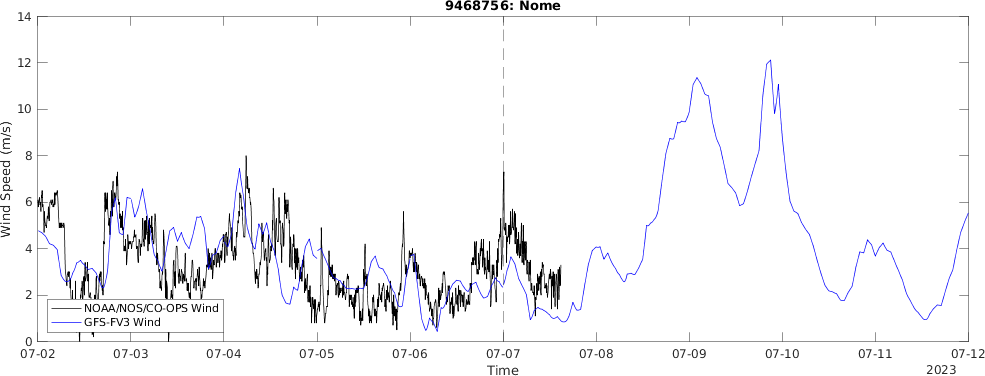 9468756: Nome
14
12
10
8
6
4
2
0
Wind Speed (m/s)
NOAA/NOS/CO-OPS Wind
GFS-FV3 Wind
07-02 07-03 07-04 07-05 07-06 07-07 07-08 07-09 07-10 07-11 07-12
Time
2023